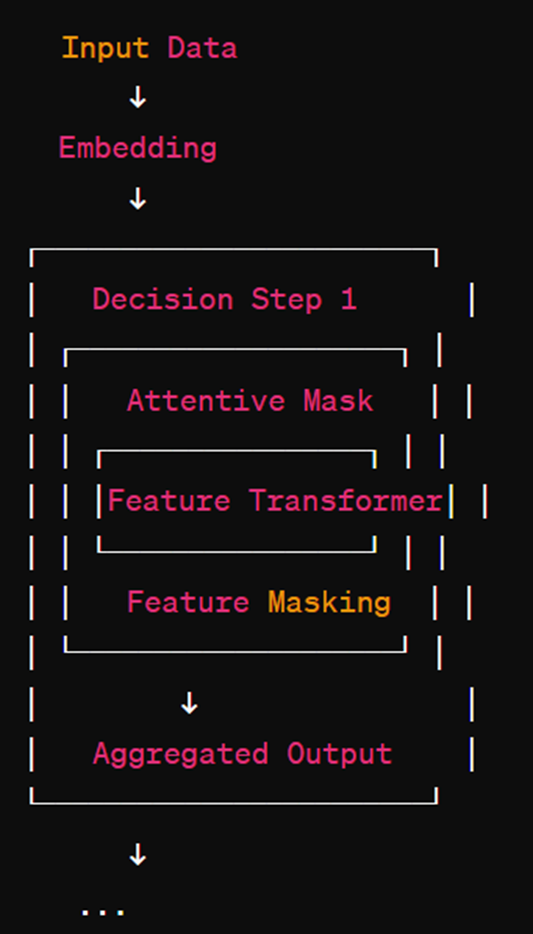 Input Data
↓
Embedding
↓
Decision Step 1
Attentive Mask
Feature Transformer
Feature Masking
↓
Aggregated Output
↓
...